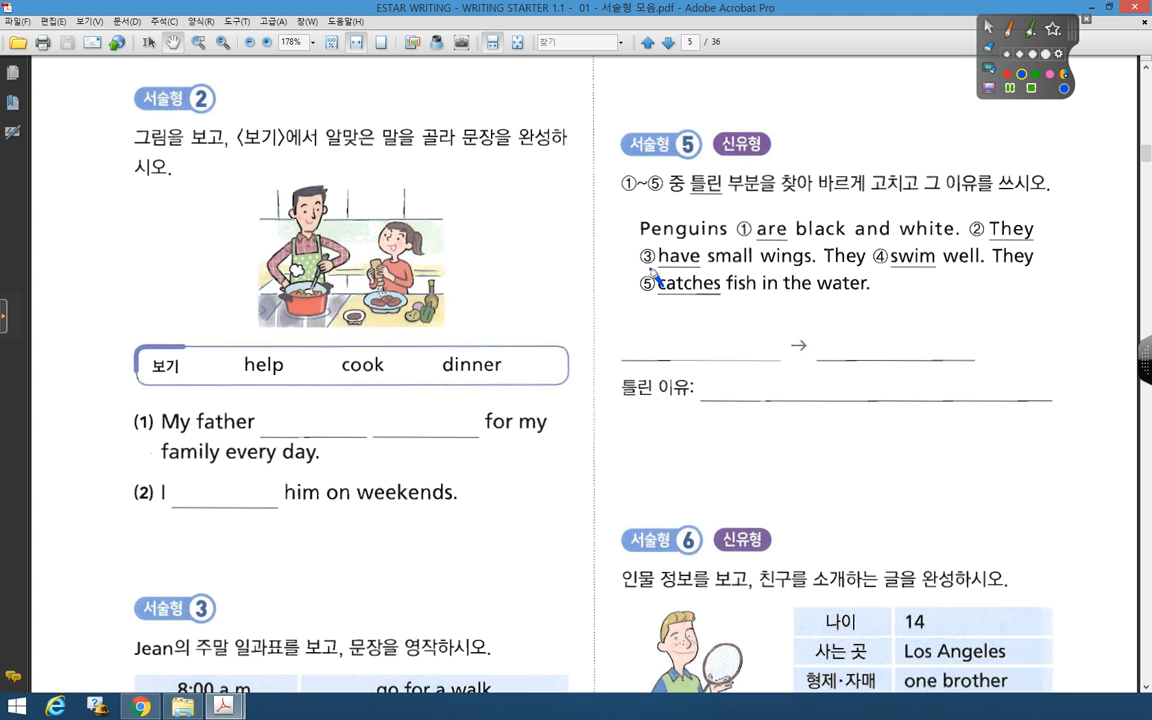 ESTAR WRITING - WRITING STARTER 1.1 - 01 - 서술형 모음.pdf - Adobe Acrobat Pro
파일(F) 편집(E) 보기(V) 문서(D) 주석(C) 양식(R) 도구(T) 고급(A) 창(W) 도움말(H)
178% 찾기 5 / 36
서술형 2
그림을 보고, 〈보기〉에서 알맞은 말을 골라 문장을 완성하
시오.
보기 help cook dinner
(1) My father ____ ____ for my
family every day.
(2) I ____ him on weekends.
서술형 3
Jean의 주말 일과표를 보고, 문장을 영작하시오.
8:00 a.m. go for a walk
서술형 5 신유형
①~⑤ 중 틀린 부분을 찾아 바르게 고치고 그 이유를 쓰시오.
Penguins ① are black and white. ② They
③ have small wings. They ④ swim well. They
⑤ catches fish in the water.
____ → ____
틀린 이유: ____
서술형 6 신유형
인물 정보를 보고, 친구를 소개하는 글을 완성하시오.
나이 14
사는 곳 Los Angeles
형제·자매 one brother